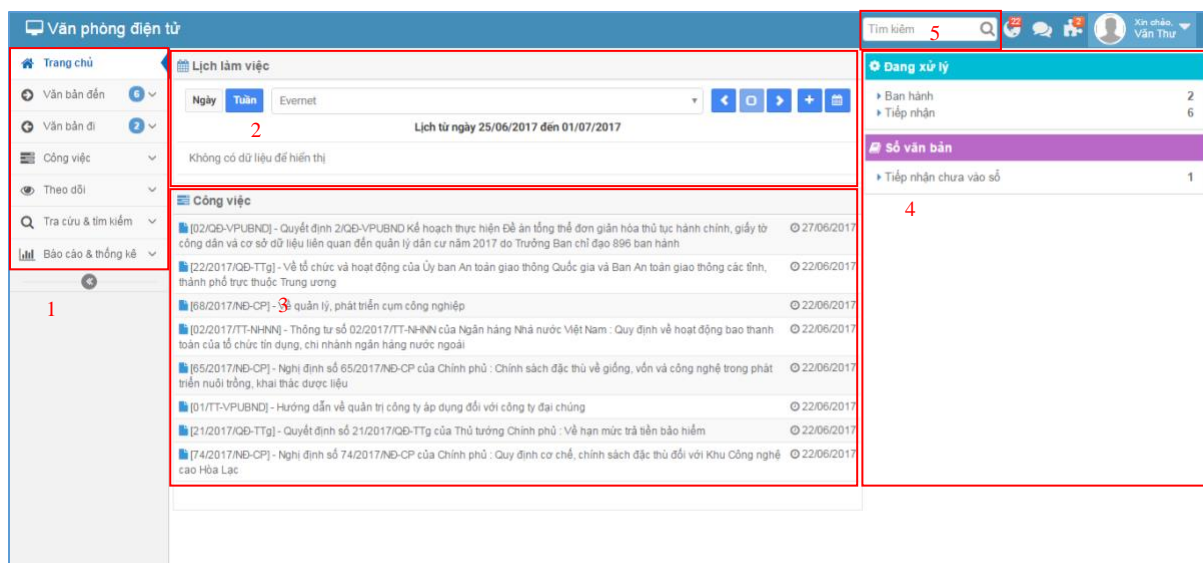 Văn phòng điện tử
Tìm kiếm
5
22
2
Xin chào,
Văn Thư
Trang chủ
Văn bản đến 6
Văn bản đi 2
Công việc
Theo dõi
Tra cứu & tìm kiếm
Báo cáo & thống kê
1
Lịch làm việc
Ngày Tuần Evernet
2
Lịch từ ngày 25/06/2017 đến 01/07/2017
Không có dữ liệu để hiển thị
Công việc
[02/QĐ-VPUBND] - Quyết định 2/QĐ-VPUBND Kế hoạch thực hiện Đề án tổng thể đơn giản hóa thủ tục hành chính, giấy tờ 27/06/2017
công dân và cơ sở dữ liệu liên quan đến quản lý dân cư năm 2017 do Trưởng Ban chỉ đạo 896 ban hành
[22/2017/QĐ-TTg] - Về tổ chức và hoạt động của Ủy ban An toàn giao thông Quốc gia và Ban An toàn giao thông các tỉnh, 22/06/2017
thành phố trực thuộc Trung ương
[68/2017/NĐ-CP] - Về quản lý, phát triển cụm công nghiệp 22/06/2017
3
[02/2017/TT-NHNN] - Thông tư số 02/2017/TT-NHNN của Ngân hàng Nhà nước Việt Nam : Quy định về hoạt động bao thanh 22/06/2017
toán của tổ chức tín dụng, chi nhánh ngân hàng nước ngoài
[65/2017/NĐ-CP] - Nghị định số 65/2017/NĐ-CP của Chính phủ : Chính sách đặc thù về giống, vốn và công nghệ trong phát 22/06/2017
triển nuôi trồng, khai thác dược liệu
[01/TT-VPUBND] - Hướng dẫn về quản trị công ty áp dụng đối với công ty đại chúng 22/06/2017
[21/2017/QĐ-TTg] - Quyết định số 21/2017/QĐ-TTg của Thủ tướng Chính phủ : Về hạn mức trả tiền bảo hiểm 22/06/2017
[74/2017/NĐ-CP] - Nghị định số 74/2017/NĐ-CP của Chính phủ : Quy định cơ chế, chính sách đặc thù đối với Khu Công nghệ 22/06/2017
cao Hòa Lạc
Đang xử lý
Ban hành 2
Tiếp nhận 6
Sổ văn bản
Tiếp nhận chưa vào sổ 1
4